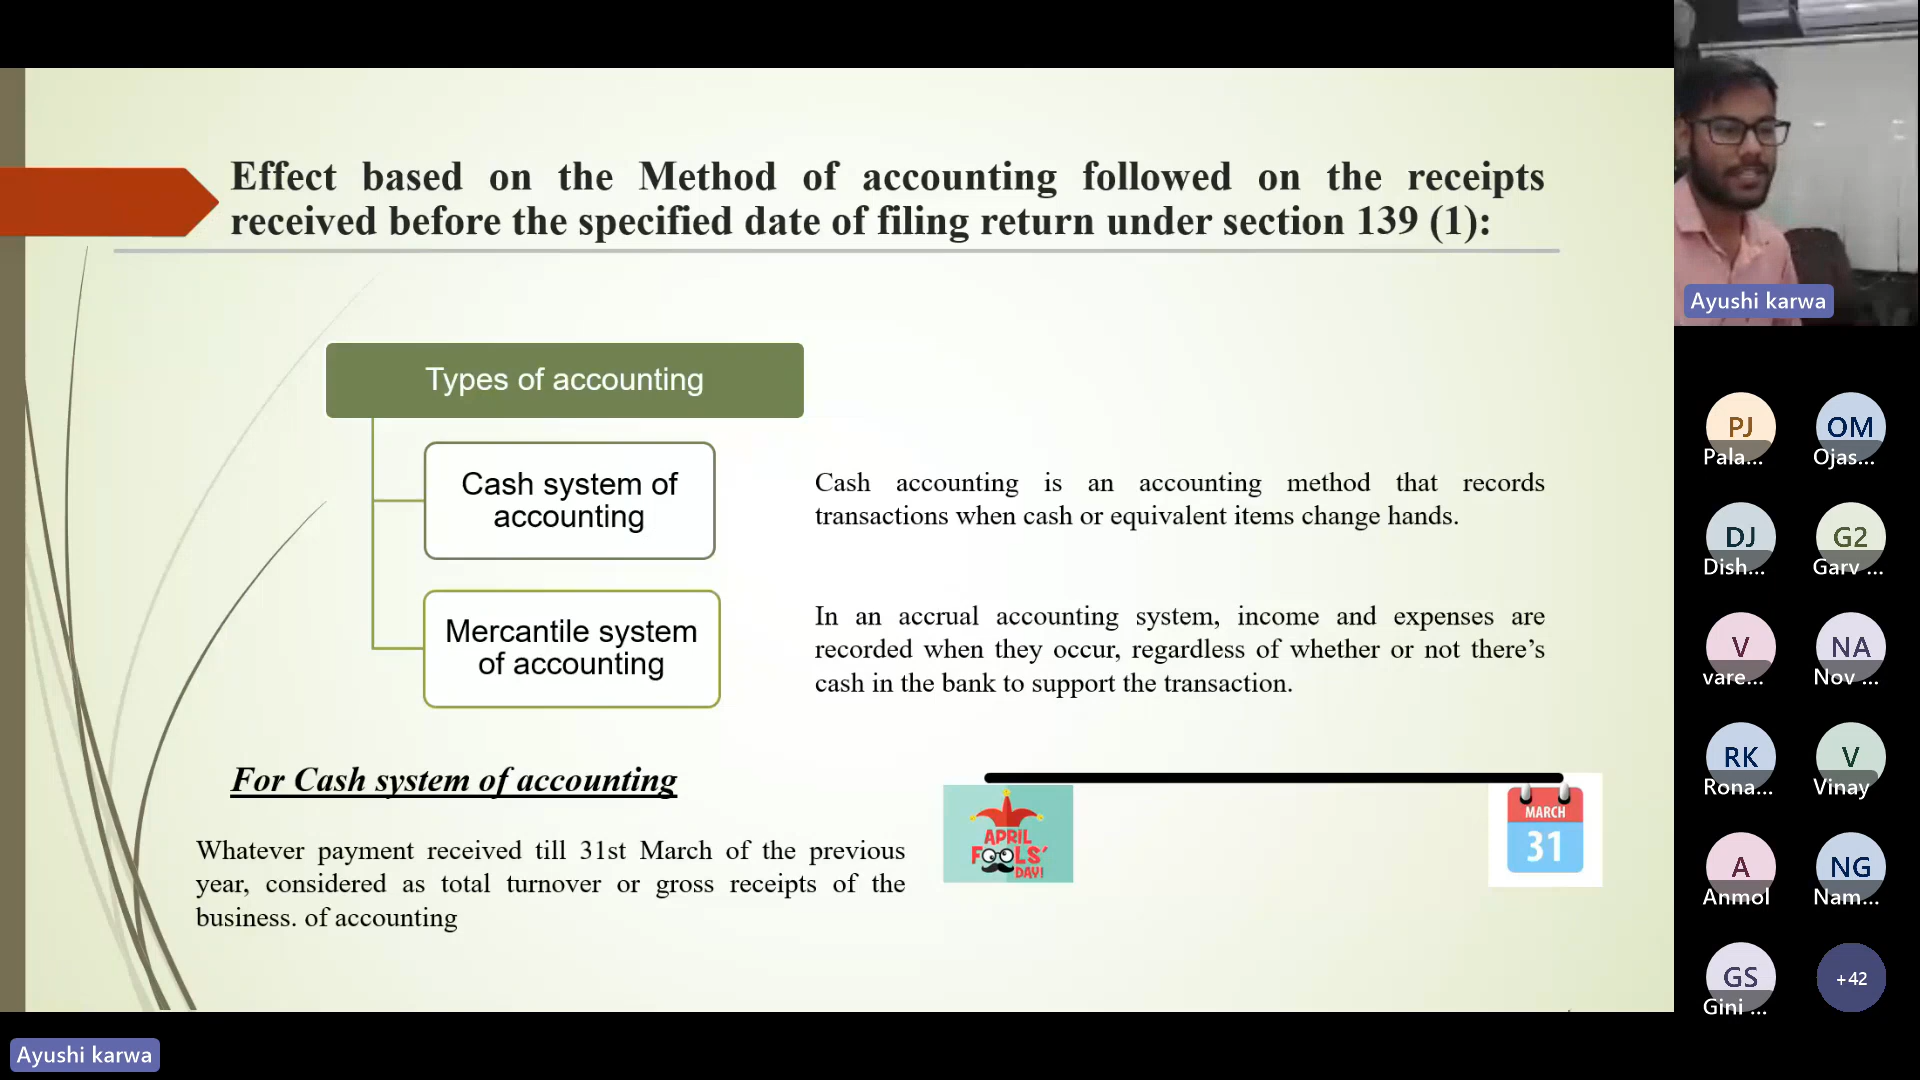 Effect based on the Method of accounting followed on the receipts
received before the specified date of filing return under section 139 (1):
Types of accounting
Cash system of
accounting
Cash accounting is an accounting method that records
transactions when cash or equivalent items change hands.
Mercantile system
of accounting
In an accrual accounting system, income and expenses are
recorded when they occur, regardless of whether or not there’s
cash in the bank to support the transaction.
For Cash system of accounting
Whatever payment received till 31st March of the previous
year, considered as total turnover or gross receipts of the
business. of accounting
APRIL
FOOLS'
DAY!
MARCH
31
Ayushi karwa
PJ
Pala...
OM
Ojas...
DJ
Dish...
G2
Garv ...
V
vare...
NA
Nov ...
RK
Rona...
V
Vinay
A
Anmol
NG
Nam...
GS
Gini ...
+42
Ayushi karwa